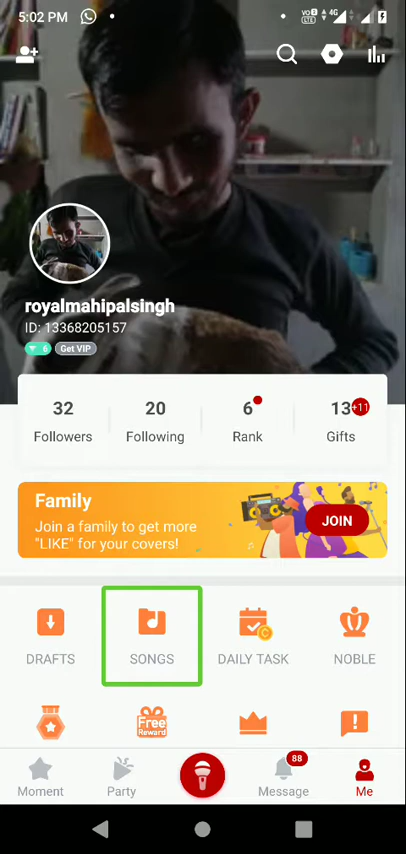 5:02 PM
4G
royalmahipalsingh
ID: 13368205157
6 Get VIP
32 20 6 13 +11
Followers Following Rank Gifts
Family
Join a family to get more
"LIKE" for your covers!
JOIN
DRAFTS SONGS DAILY TASK NOBLE
Free
Reward
88
Moment Party Message Me